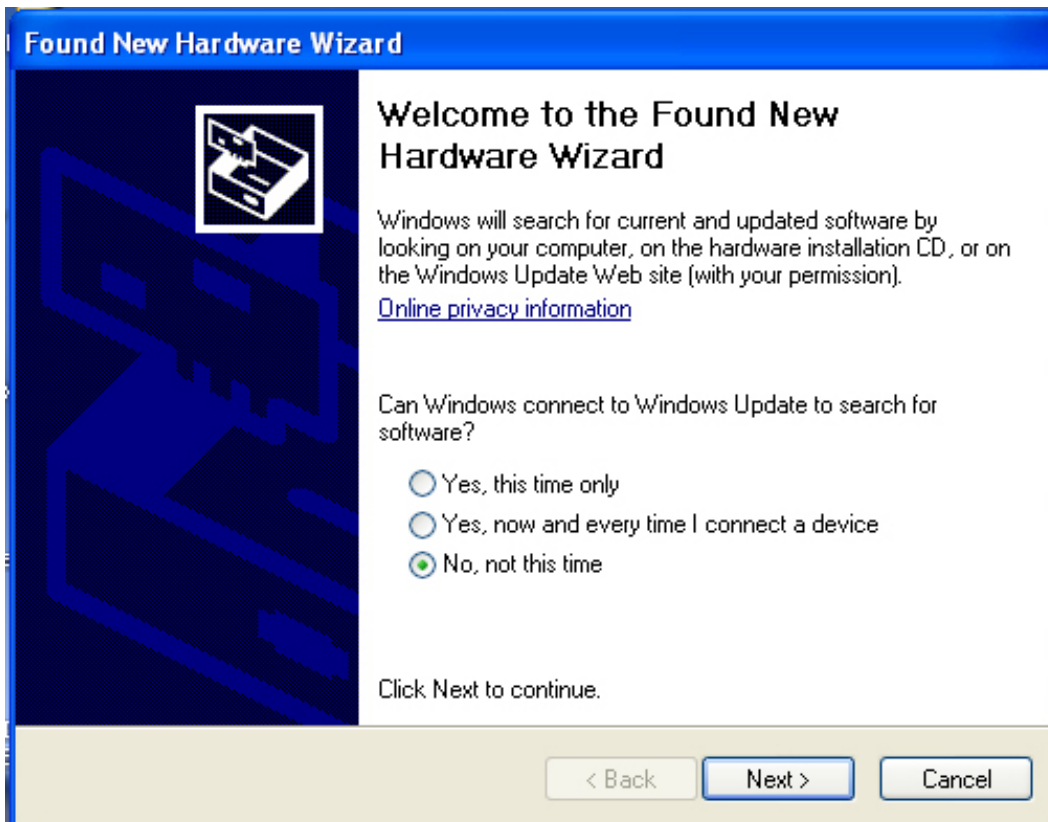 Found New Hardware Wizard
Welcome to the Found New
Hardware Wizard
Windows will search for current and updated software by
looking on your computer, on the hardware installation CD, or on
the Windows Update Web site (with your permission).
Online privacy information
Can Windows connect to Windows Update to search for
software?
Yes, this time only
Yes, now and every time I connect a device
No, not this time
Click Next to continue.
< Back Next > Cancel